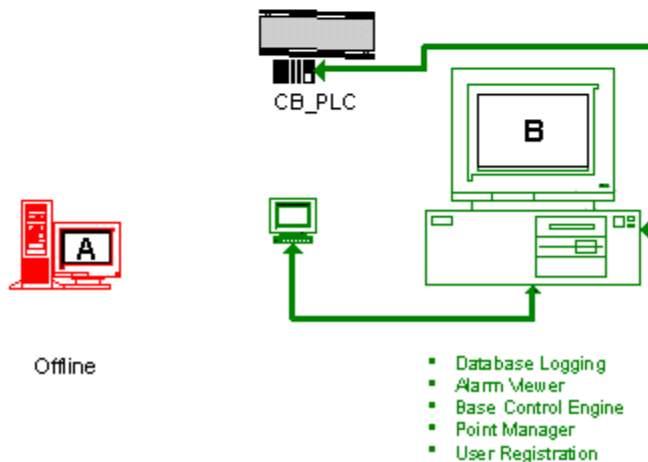 CB_PLC
B
A
Offline
Database Logging
Alarm Viewer
Base Control Engine
Point Manager
User Registration